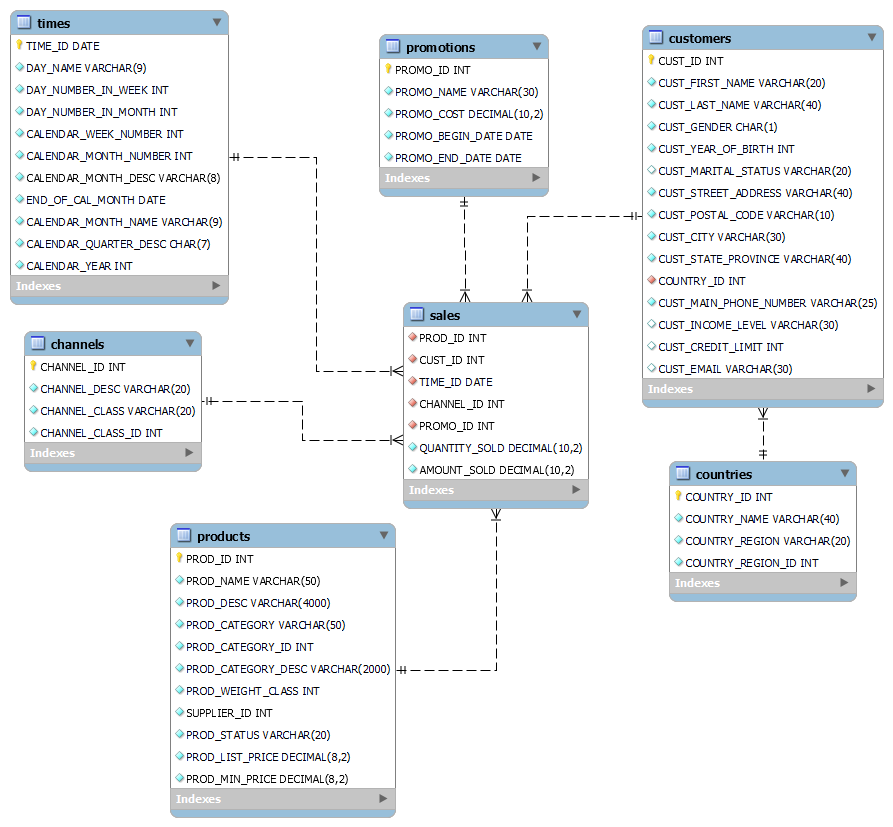 times
TIME_ID DATE
DAY_NAME VARCHAR(9)
DAY_NUMBER_IN_WEEK INT
DAY_NUMBER_IN_MONTH INT
CALENDAR_WEEK_NUMBER INT
CALENDAR_MONTH_NUMBER INT
CALENDAR_MONTH_DESC VARCHAR(8)
END_OF_CAL_MONTH DATE
CALENDAR_MONTH_NAME VARCHAR(9)
CALENDAR_QUARTER_DESC CHAR(7)
CALENDAR_YEAR INT
Indexes
promotions
PROMO_ID INT
PROMO_NAME VARCHAR(30)
PROMO_COST DECIMAL(10,2)
PROMO_BEGIN_DATE DATE
PROMO_END_DATE DATE
Indexes
customers
CUST_ID INT
CUST_FIRST_NAME VARCHAR(20)
CUST_LAST_NAME VARCHAR(40)
CUST_GENDER CHAR(1)
CUST_YEAR_OF_BIRTH INT
CUST_MARITAL_STATUS VARCHAR(20)
CUST_STREET_ADDRESS VARCHAR(40)
CUST_POSTAL_CODE VARCHAR(10)
CUST_CITY VARCHAR(30)
CUST_STATE_PROVINCE VARCHAR(40)
COUNTRY_ID INT
CUST_MAIN_PHONE_NUMBER VARCHAR(25)
CUST_INCOME_LEVEL VARCHAR(30)
CUST_CREDIT_LIMIT INT
CUST_EMAIL VARCHAR(30)
Indexes
channels
CHANNEL_ID INT
CHANNEL_DESC VARCHAR(20)
CHANNEL_CLASS VARCHAR(20)
CHANNEL_CLASS_ID INT
Indexes
sales
PROD_ID INT
CUST_ID INT
TIME_ID DATE
CHANNEL_ID INT
PROMO_ID INT
QUANTITY_SOLD DECIMAL(10,2)
AMOUNT_SOLD DECIMAL(10,2)
Indexes
countries
COUNTRY_ID INT
COUNTRY_NAME VARCHAR(40)
COUNTRY_REGION VARCHAR(20)
COUNTRY_REGION_ID INT
Indexes
products
PROD_ID INT
PROD_NAME VARCHAR(50)
PROD_DESC VARCHAR(4000)
PROD_CATEGORY VARCHAR(50)
PROD_CATEGORY_ID INT
PROD_CATEGORY_DESC VARCHAR(2000)
PROD_WEIGHT_CLASS INT
SUPPLIER_ID INT
PROD_STATUS VARCHAR(20)
PROD_LIST_PRICE DECIMAL(8,2)
PROD_MIN_PRICE DECIMAL(8,2)
Indexes